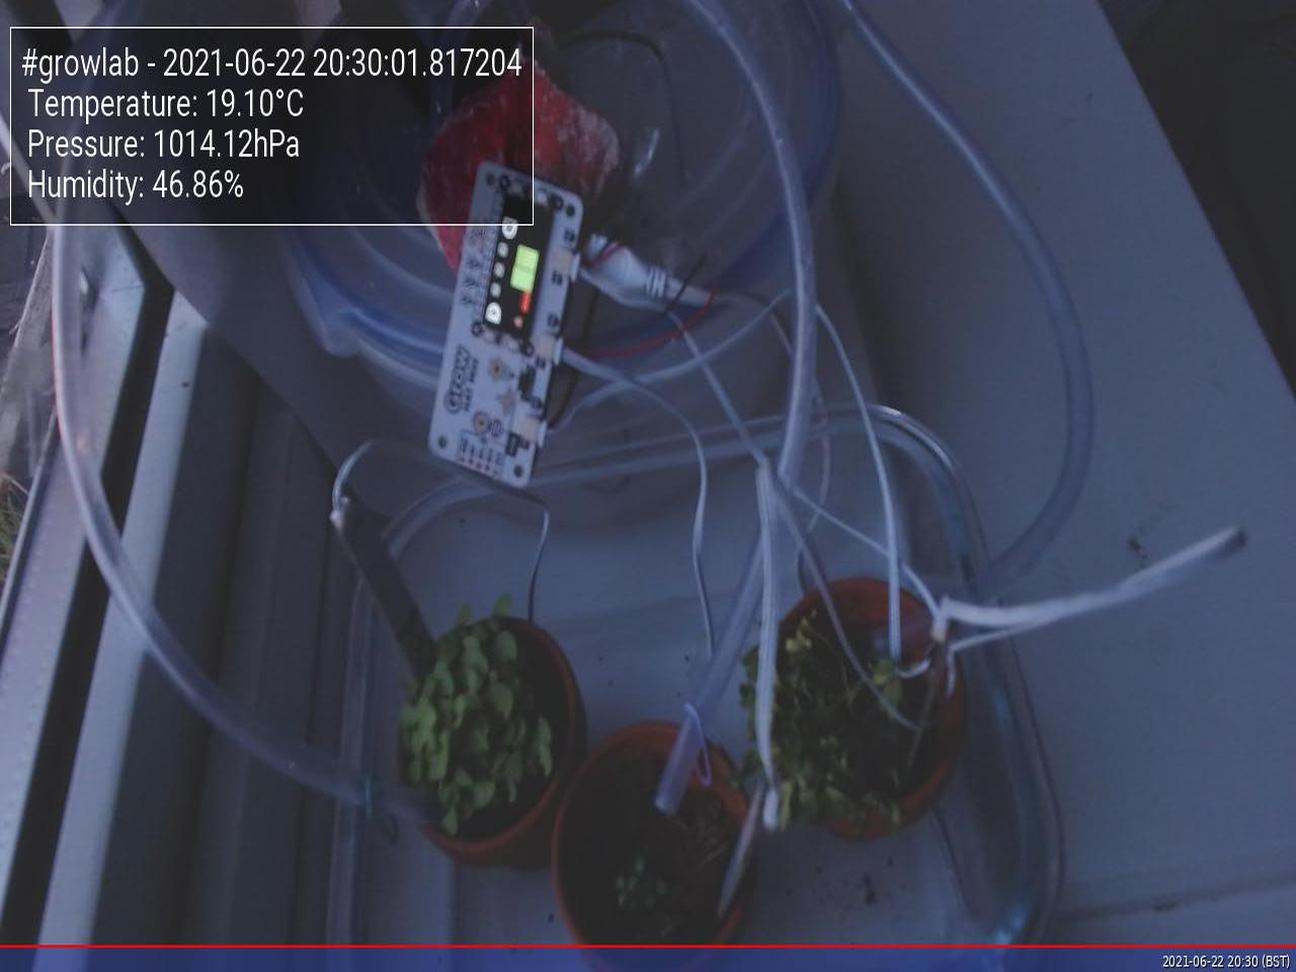 #growlab - 2021-06-22 20:30:01.817204
Temperature: 19.10°C
Pressure: 1014.12hPa
Humidity: 46.86%
GROW
2021-06-22 20:30 (BST)